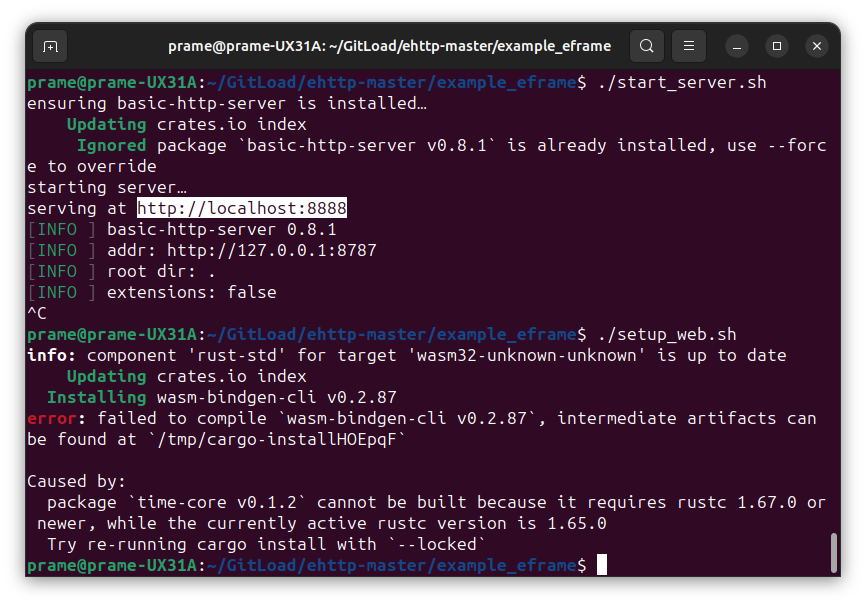 prame@prame-UX31A: ~/GitLoad/ehttp-master/example_eframe
prame@prame-UX31A:~/GitLoad/ehttp-master/example_eframe$ ./start_server.sh
ensuring basic-http-server is installed…
    Updating crates.io index
     Ignored package `basic-http-server v0.8.1` is already installed, use --forc
e to override
starting server…
serving at http://localhost:8888
[INFO ] basic-http-server 0.8.1
[INFO ] addr: http://127.0.0.1:8787
[INFO ] root dir: .
[INFO ] extensions: false
^C
prame@prame-UX31A:~/GitLoad/ehttp-master/example_eframe$ ./setup_web.sh
info: component 'rust-std' for target 'wasm32-unknown-unknown' is up to date
    Updating crates.io index
  Installing wasm-bindgen-cli v0.2.87
error: failed to compile `wasm-bindgen-cli v0.2.87`, intermediate artifacts can
be found at `/tmp/cargo-installHOEpqF`

Caused by:
  package `time-core v0.1.2` cannot be built because it requires rustc 1.67.0 or
 newer, while the currently active rustc version is 1.65.0
  Try re-running cargo install with `--locked`
prame@prame-UX31A:~/GitLoad/ehttp-master/example_eframe$